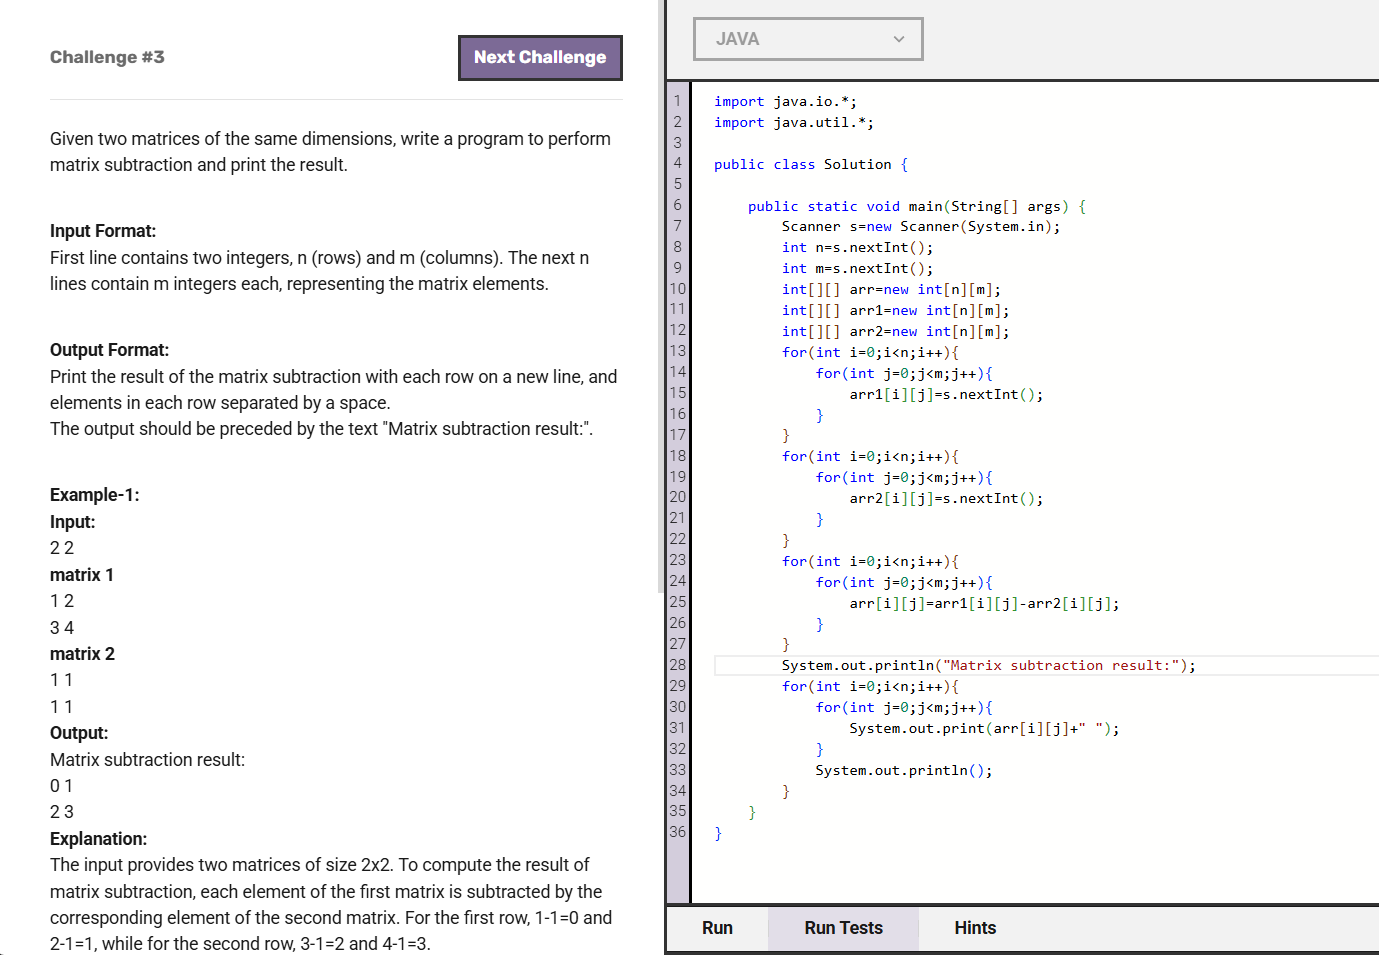 Challenge #3
Next Challenge
Given two matrices of the same dimensions, write a program to perform
matrix subtraction and print the result.
Input Format:
First line contains two integers, n (rows) and m (columns). The next n
lines contain m integers each, representing the matrix elements.
Output Format:
Print the result of the matrix subtraction with each row on a new line, and
elements in each row separated by a space.
The output should be preceded by the text "Matrix subtraction result:".
Example-1:
Input:
2 2
matrix 1
1 2
3 4
matrix 2
1 1
1 1
Output:
Matrix subtraction result:
0 1
2 3
Explanation:
The input provides two matrices of size 2x2. To compute the result of
matrix subtraction, each element of the first matrix is subtracted by the
corresponding element of the second matrix. For the first row, 1-1=0 and
2-1=1, while for the second row, 3-1=2 and 4-1=3.
JAVA
1 import java.io.*;
2 import java.util.*;
3
4 public class Solution {
5
6     public static void main(String[] args) {
7         Scanner s=new Scanner(System.in);
8         int n=s.nextInt();
9         int m=s.nextInt();
10         int[][] arr=new int[n][m];
11         int[][] arr1=new int[n][m];
12         int[][] arr2=new int[n][m];
13         for(int i=0;i<n;i++){
14             for(int j=0;j<m;j++){
15                 arr1[i][j]=s.nextInt();
16             }
17         }
18         for(int i=0;i<n;i++){
19             for(int j=0;j<m;j++){
20                 arr2[i][j]=s.nextInt();
21             }
22         }
23         for(int i=0;i<n;i++){
24             for(int j=0;j<m;j++){
25                 arr[i][j]=arr1[i][j]-arr2[i][j];
26             }
27         }
28         System.out.println("Matrix subtraction result:");
29         for(int i=0;i<n;i++){
30             for(int j=0;j<m;j++){
31                 System.out.print(arr[i][j]+" ");
32             }
33             System.out.println();
34         }
35     }
36 }
Run
Run Tests
Hints